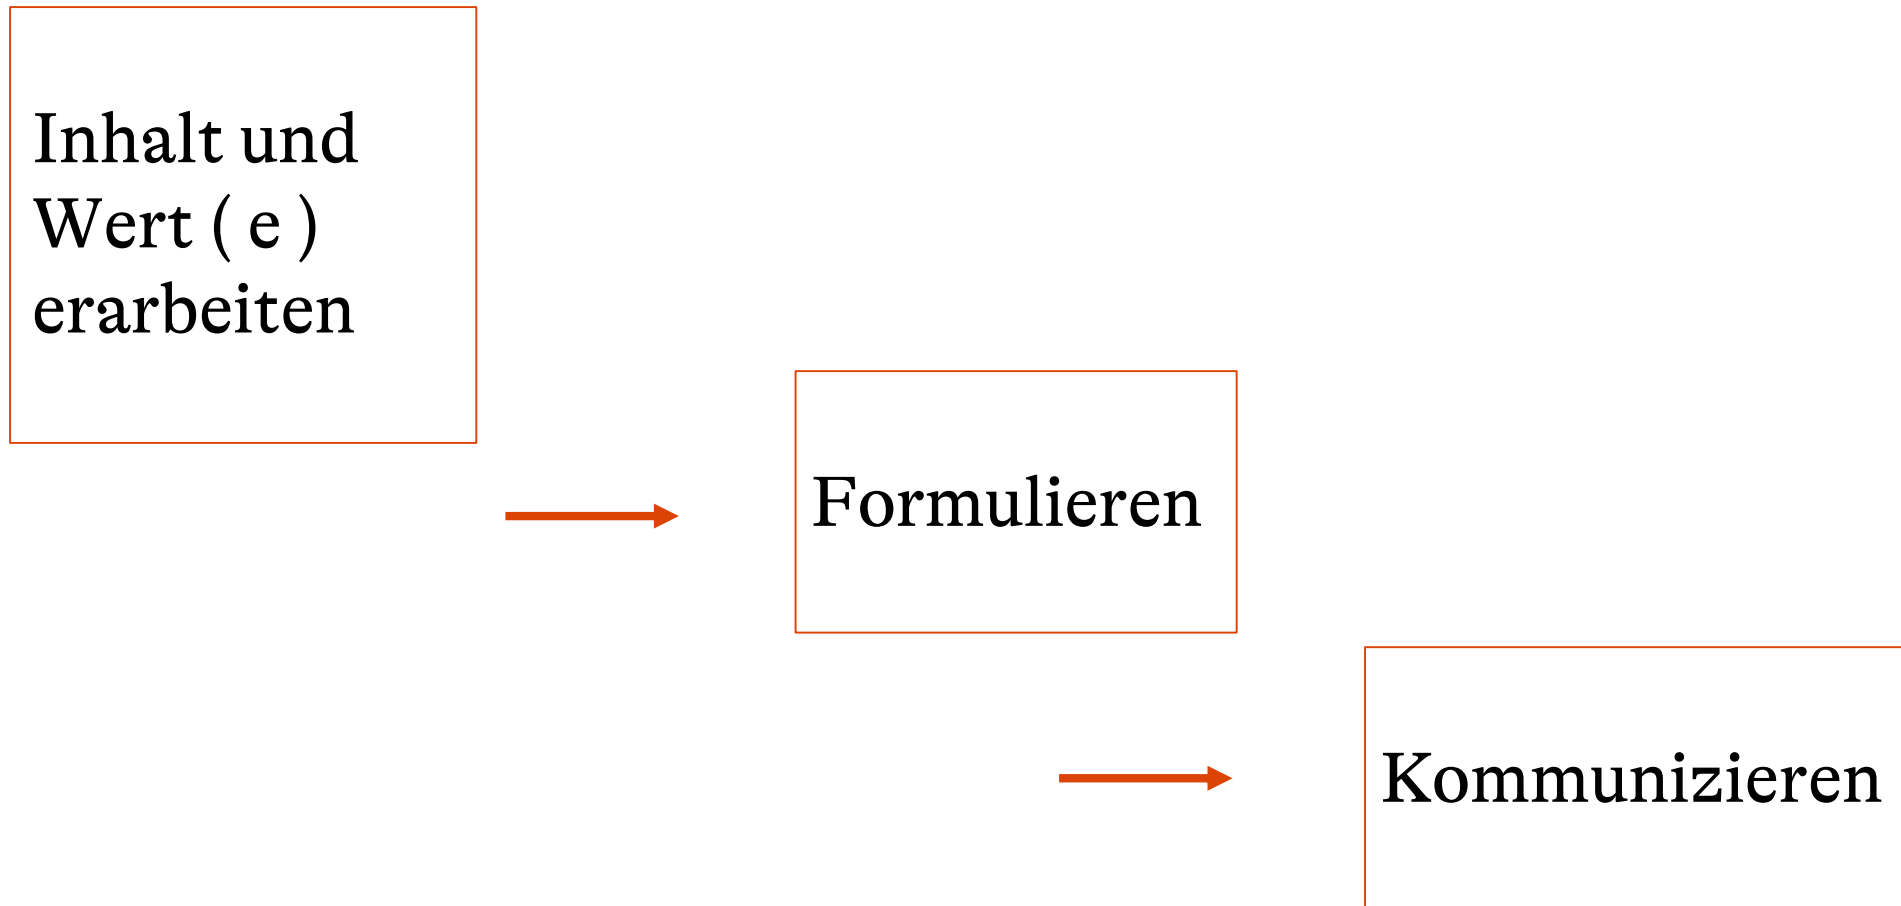 Inhalt und
Wert ( e )
erarbeiten
Formulieren
Kommunizieren